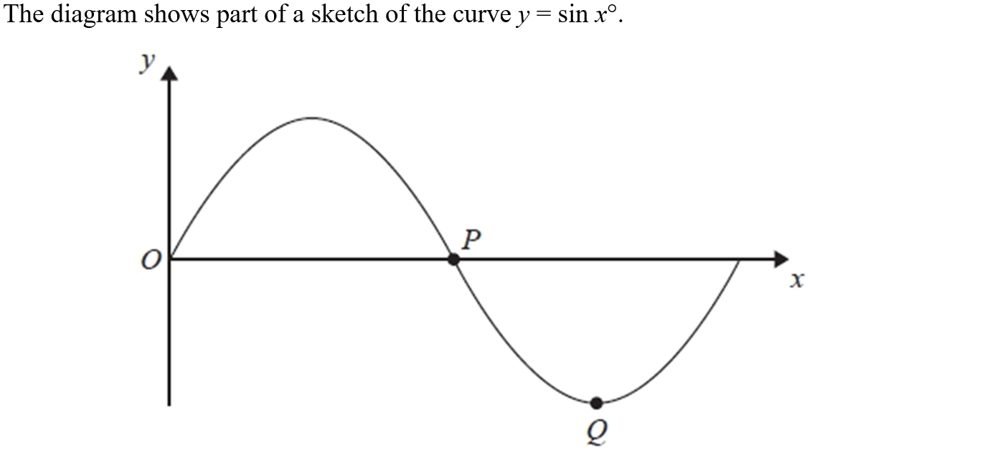 The diagram shows part of a sketch of the curve y = sin x°.
y
P
O
x
Q